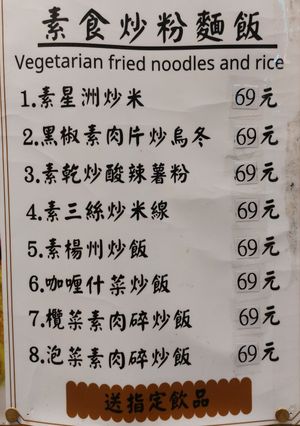 素食炒粉麵飯
Vegetarian fried noodles and rice
1.素星洲炒米 69元
2.黑椒素肉片炒烏冬 69元
3.素乾炒酸辣薯粉 69元
4.素三絲炒米線 69元
5.素楊州炒飯 69元
6.咖喱什菜炒飯 69元
7.欖菜素肉碎炒飯 69元
8.泡菜素肉碎炒飯 69元
送指定飲品